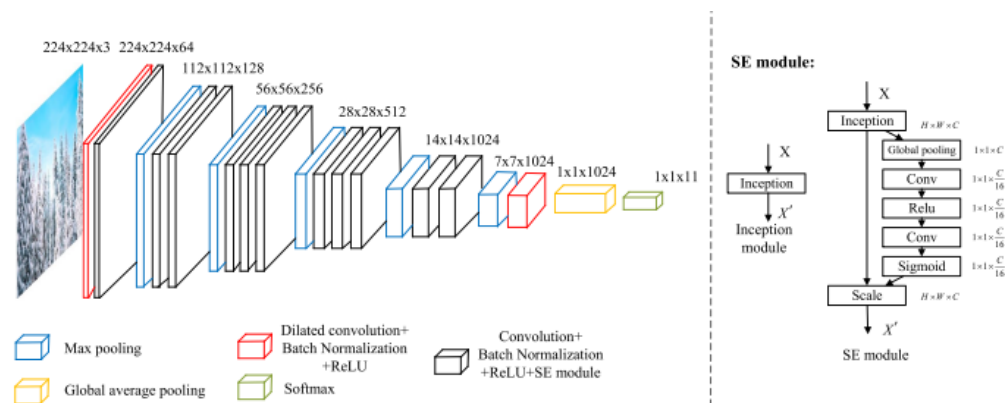 224x224x3
224x224x64
112x112x128
56x56x256
28x28x512
14x14x1024
7x7x1024
1x1x1024
1x1x11
Max pooling
Global average pooling
Dilated convolution+
Batch Normalization
+ReLU
Softmax
Convolution+
Batch Normalization
+ReLU+SE module
SE module:
X
Inception
X'
Inception
module
X
Inception
H×W×C
Global pooling
1×1×C
Conv
1×1×C/16
Relu
1×1×C/16
Conv
1×1×C/16
Sigmoid
1×1×C/16
Scale
H×W×C
X'
SE module